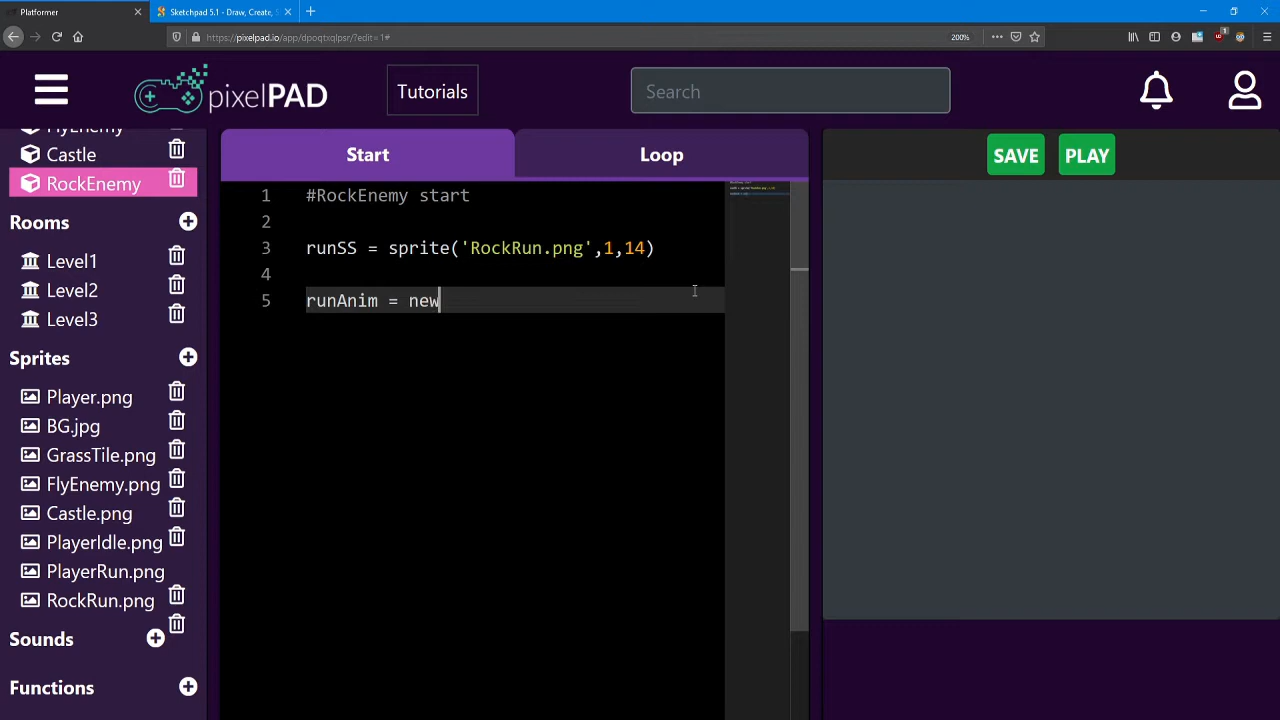 Platformer
Sketchpad 5.1 - Draw, Create, S
https://pixelpad.io/app/dpoqtxqlpsr/?edit=1#
200%
pixelPAD
Tutorials
Search
FlyEnemy
Castle
RockEnemy
Rooms
Level1
Level2
Level3
Sprites
Player.png
BG.jpg
GrassTile.png
FlyEnemy.png
Castle.png
PlayerIdle.png
PlayerRun.png
RockRun.png
Sounds
Functions
Start
Loop
1 #RockEnemy start
2
3 runSS = sprite('RockRun.png',1,14)
4
5 runAnim = new
SAVE
PLAY